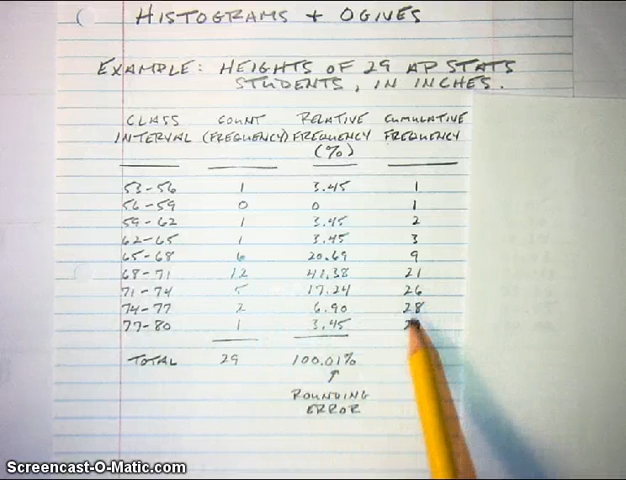 HISTOGRAMS + OGIVES
EXAMPLE: HEIGHTS OF 29 AP STATS
STUDENTS, IN INCHES.
CLASS COUNT RELATIVE CUMULATIVE
INTERVAL (FREQUENCY) FREQUENCY FREQUENCY
(%)
53-56 1 3.45 1
56-59 0 0 1
59-62 1 3.45 2
62-65 1 3.45 3
65-68 6 20.69 9
68-71 12 41.38 21
71-74 5 17.24 26
74-77 2 6.90 28
77-80 1 3.45
TOTAL 29 100.01%
ROUNDING
ERROR
Screencast-O-Matic.com